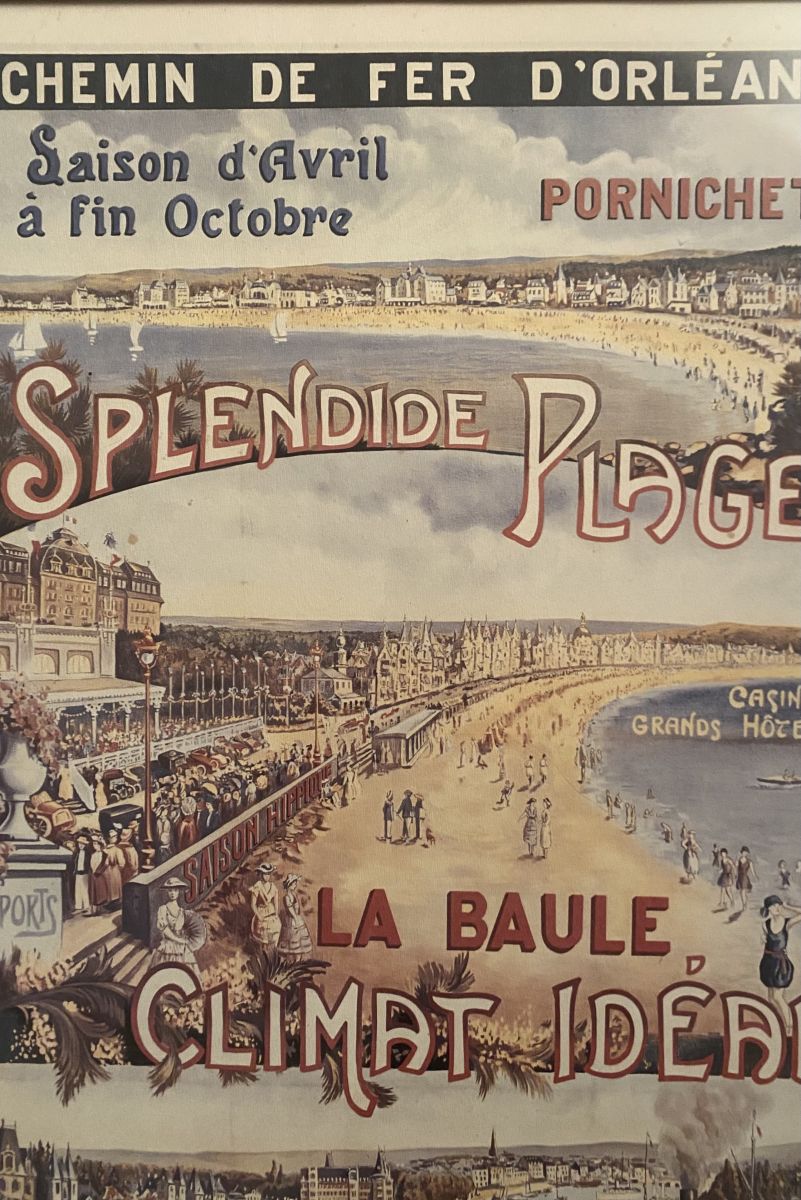 CHEMIN DE FER D'ORLÉAN
Saison d'Avril
à fin Octobre
PORNICHET
SPLENDIDE PLAGE
CASIN
GRANDS HÔTE
SAISON HIPPIQUE
PORTS
LA BAULE
CLIMAT IDÉAL